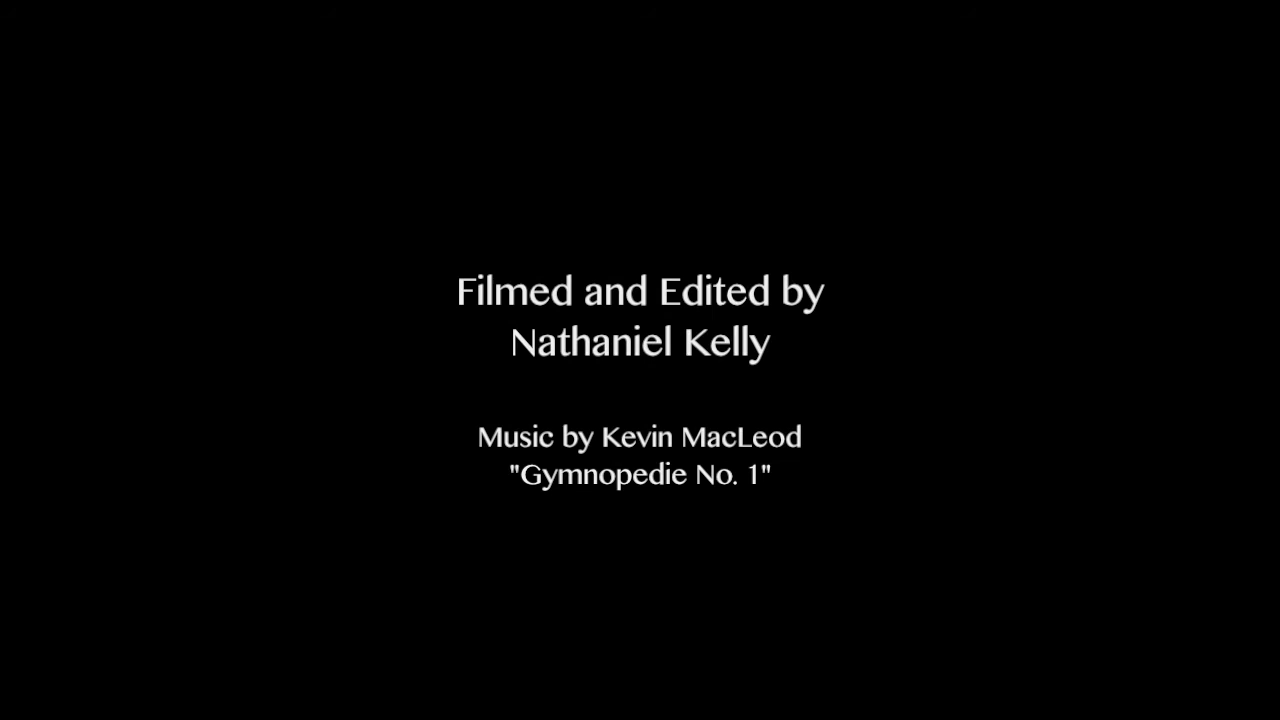 Filmed and Edited by
Nathaniel Kelly
Music by Kevin MacLeod
"Gymnopedie No. 1"